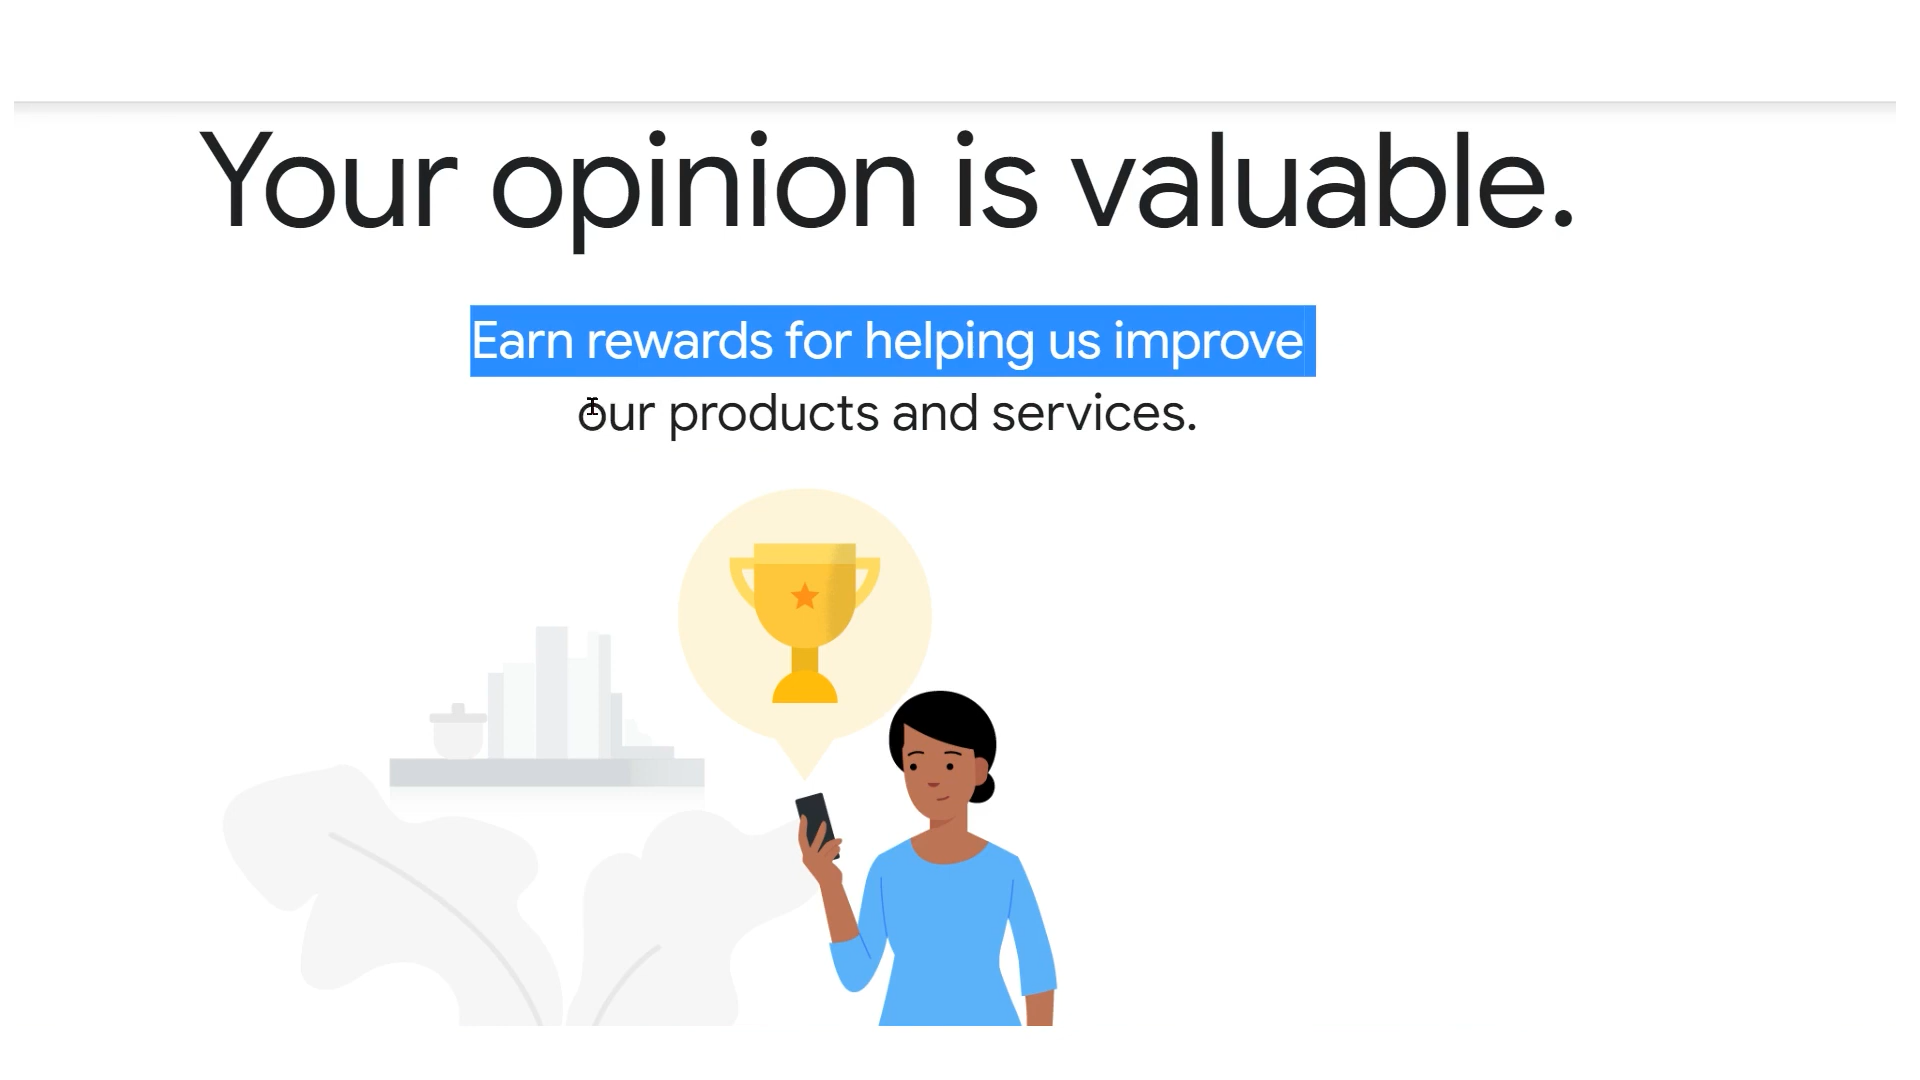 Your opinion is valuable.
Earn rewards for helping us improve
our products and services.